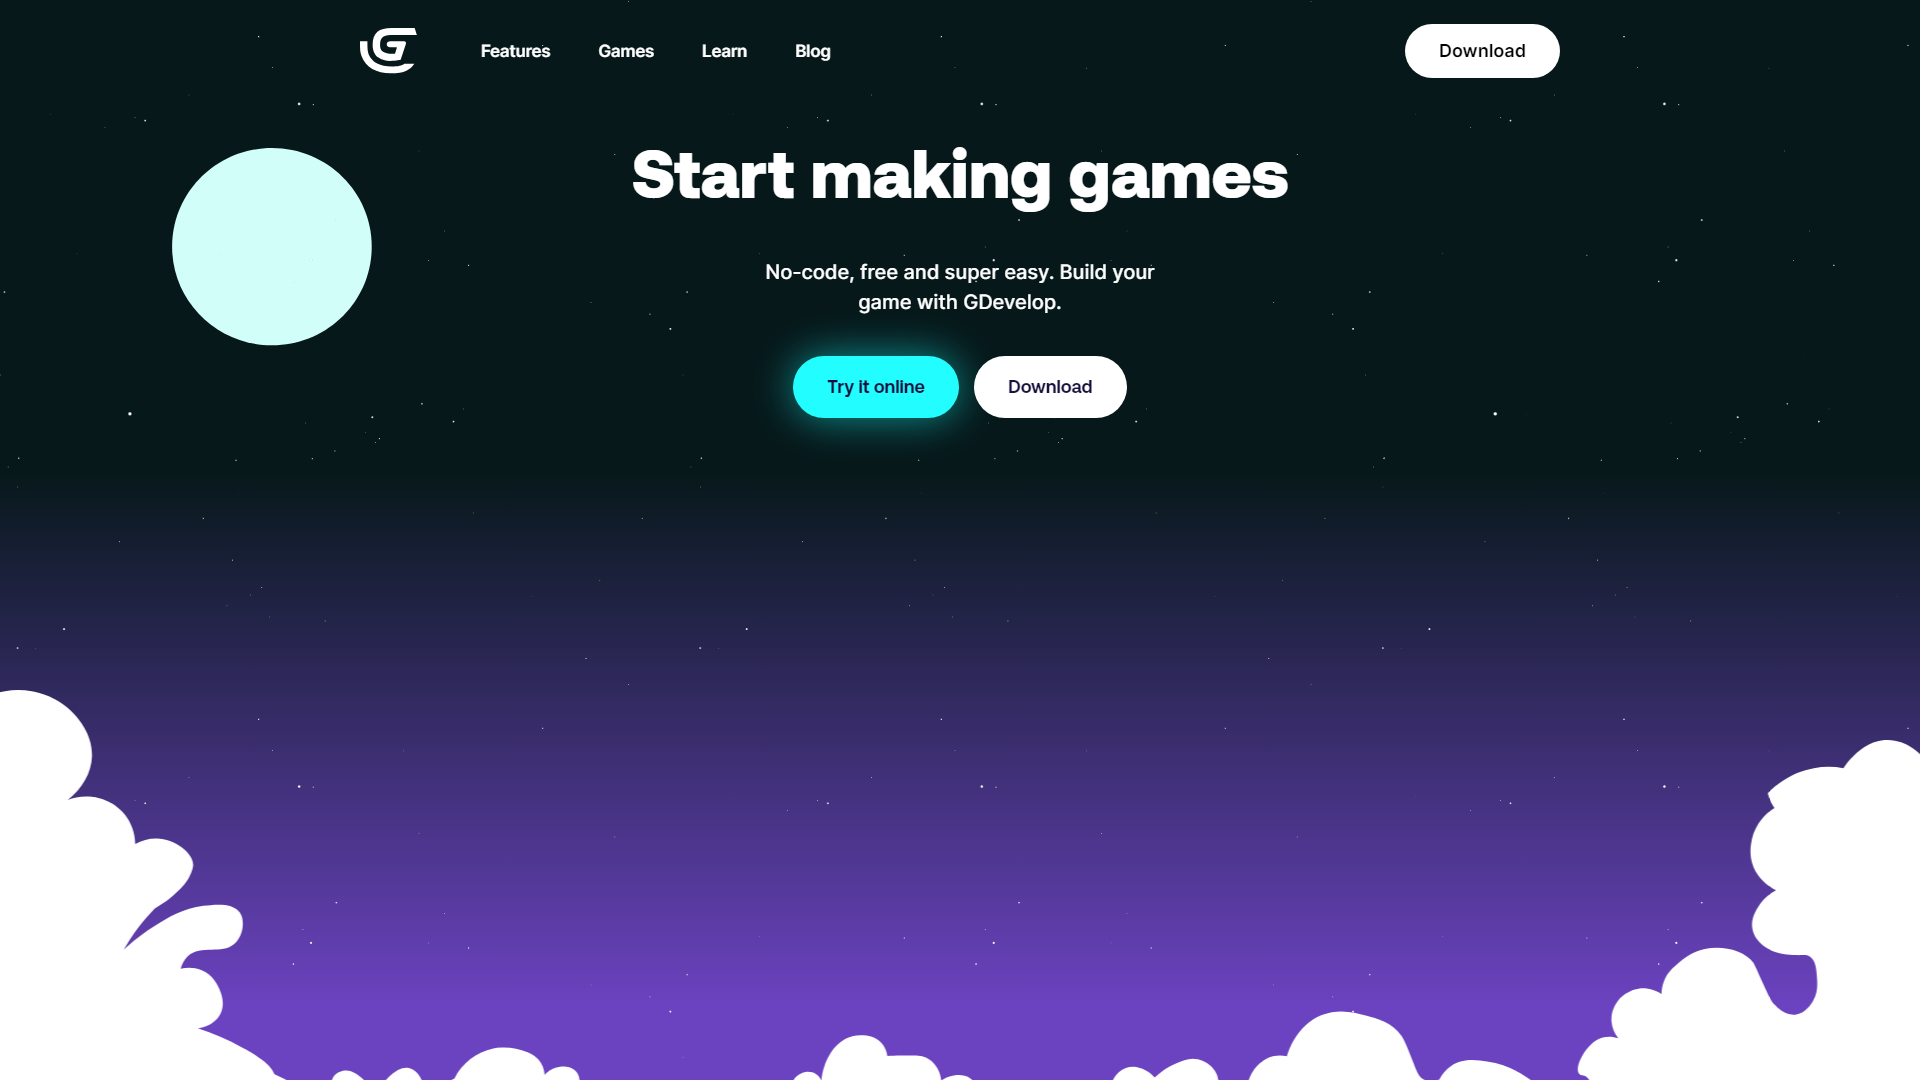 Features
Games
Learn
Blog
Download
Start making games
No-code, free and super easy. Build your
game with GDevelop.
Try it online
Download